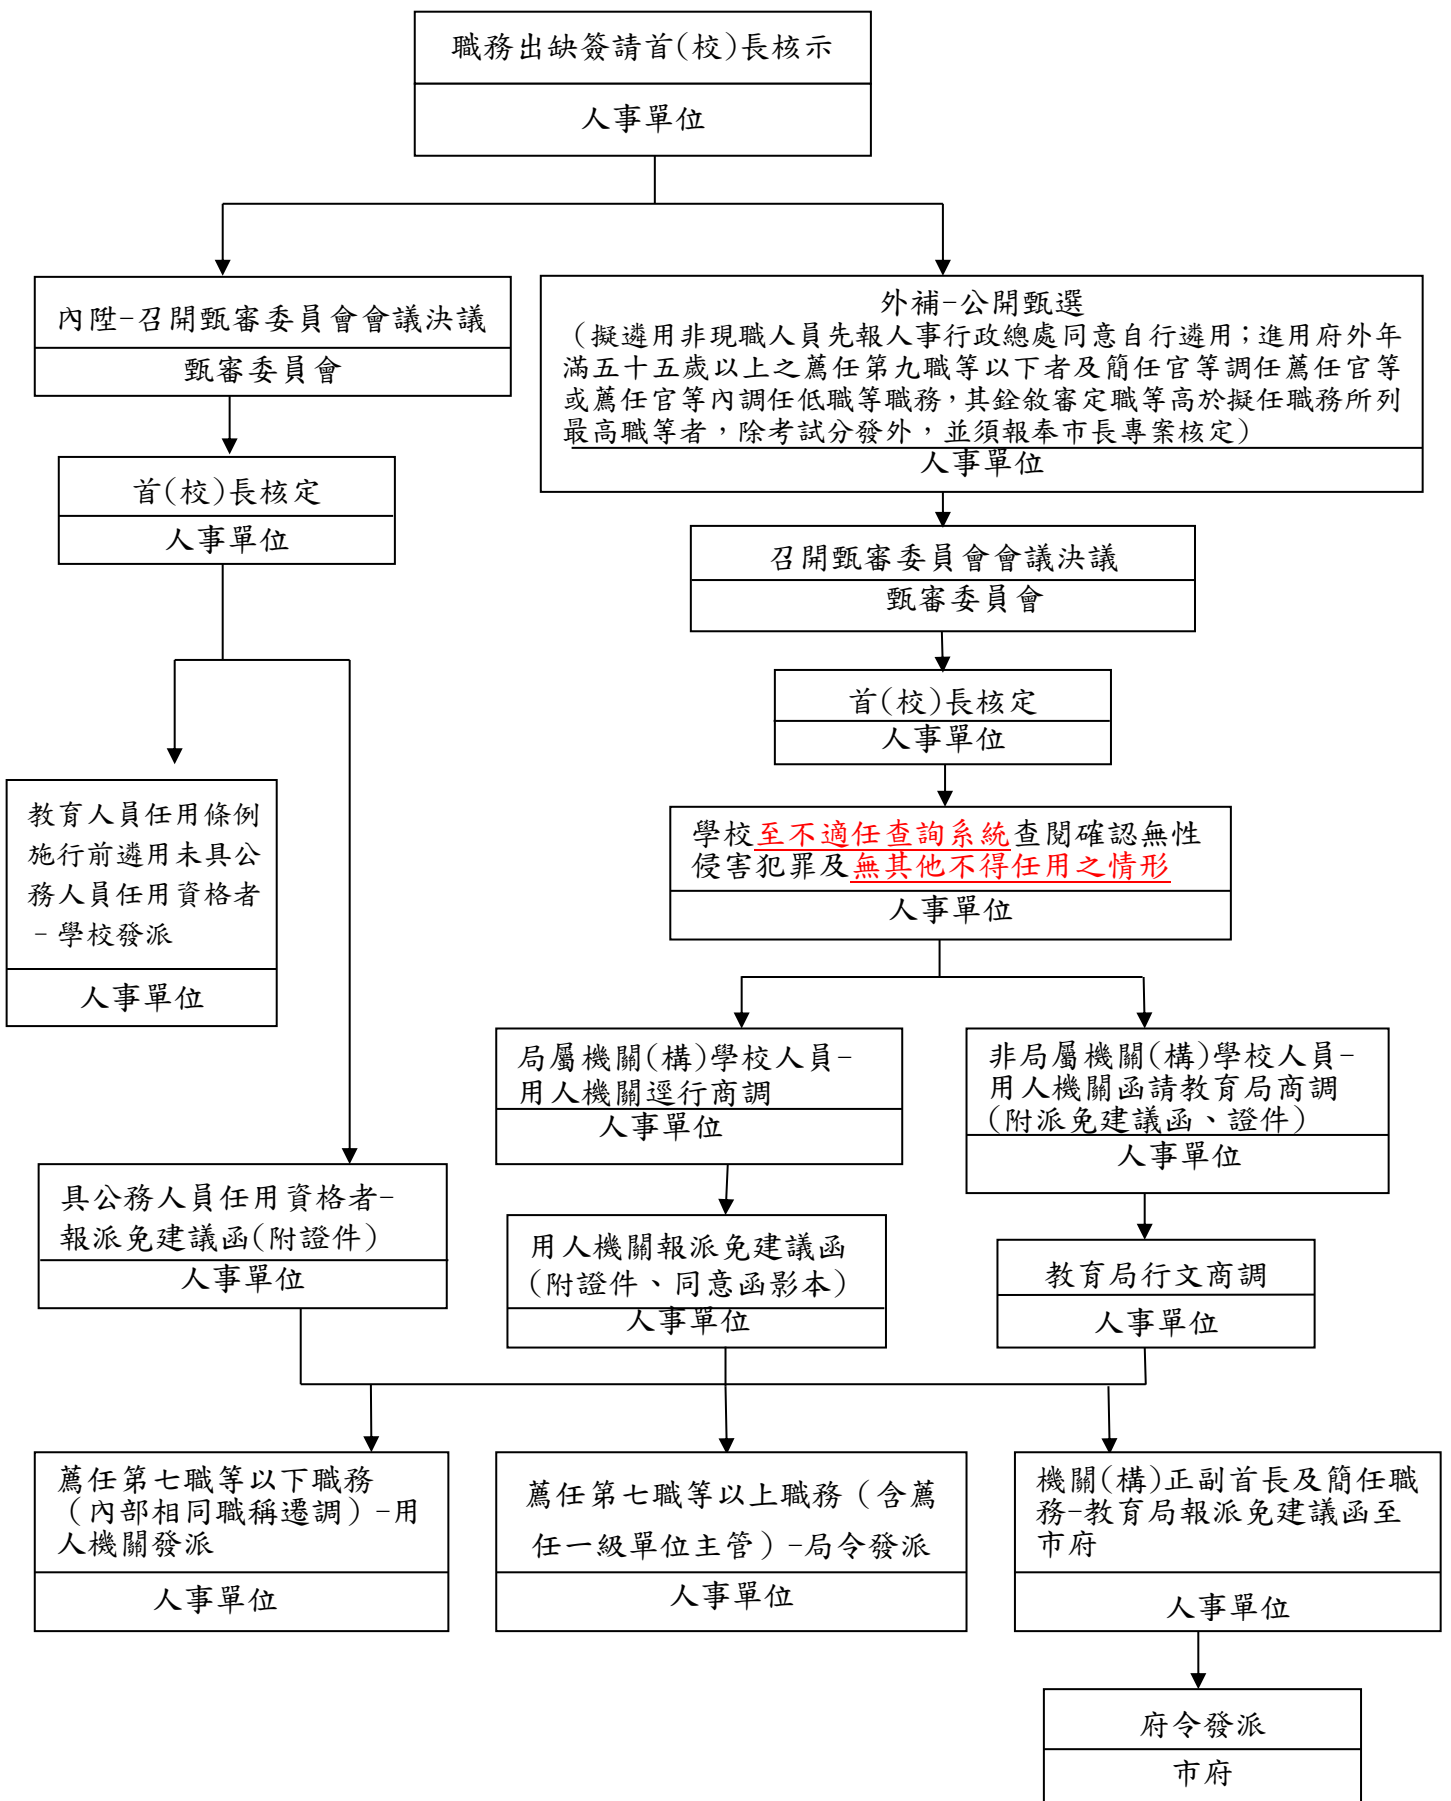 職務出缺簽請首(校)長核示
人事單位
內陞-召開甄審委員會會議決議
甄審委員會
首(校)長核定
人事單位
外補-公開甄選
（擬遴用非現職人員先報人事行政總處同意自行遴用；進用府外年
滿五十五歲以上之薦任第九職等以下者及簡任官等調任薦任官等
或薦任官等內調任低職等職務，其銓敘審定職等高於擬任職務所列
最高職等者，除考試分發外，並須報奉市長專案核定）
人事單位
召開甄審委員會會議決議
甄審委員會
首(校)長核定
人事單位
學校至不適任查詢系統查閱確認無性
侵害犯罪及無其他不得任用之情形
人事單位
教育人員任用條例
施行前遴用未具公
務人員任用資格者
-學校發派
人事單位
局屬機關(構)學校人員-
用人機關逕行商調
人事單位
非局屬機關(構)學校人員-
用人機關函請教育局商調
(附派免建議函、證件)
人事單位
具公務人員任用資格者-
報派免建議函(附證件)
人事單位
用人機關報派免建議函
(附證件、同意函影本)
人事單位
教育局行文商調
人事單位
薦任第七職等以下職務
（內部相同職稱遷調）-用
人機關發派
人事單位
薦任第七職等以上職務（含薦
任一級單位主管）-局令發派
人事單位
機關(構)正副首長及簡任職
務-教育局報派免建議函至
市府
人事單位
府令發派
市府